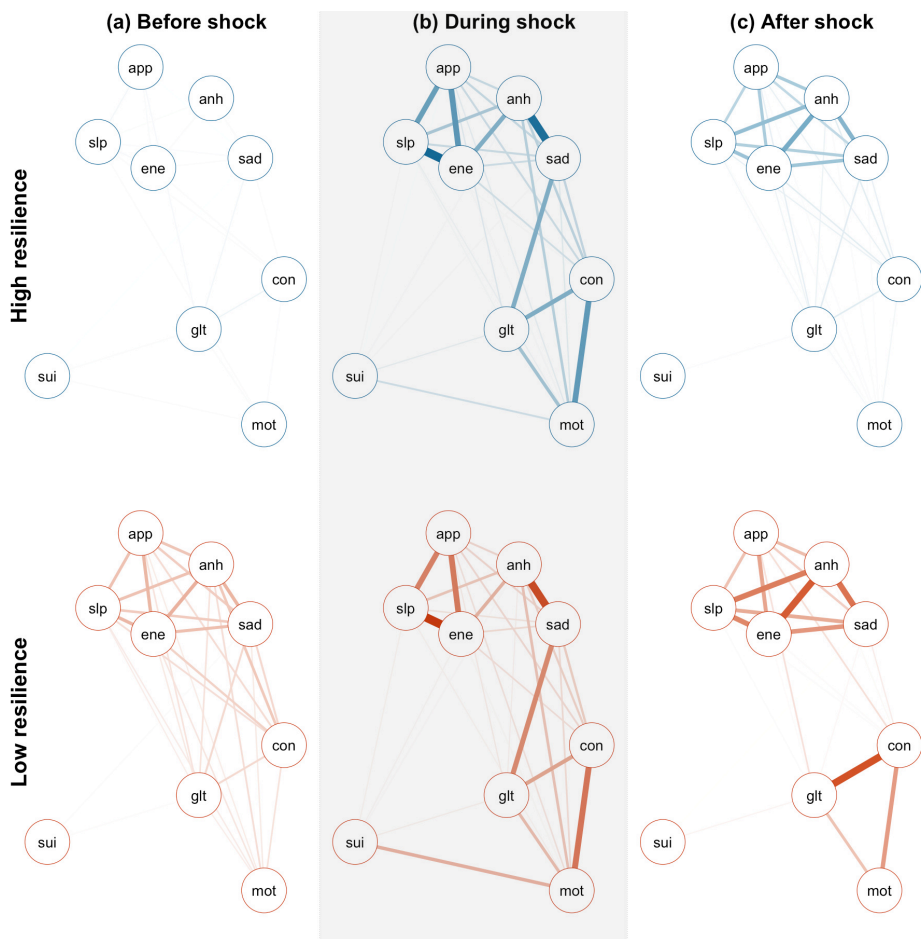 (a) Before shock
(b) During shock
(c) After shock
High resilience
app
anh
slp
ene
sad
con
glt
sui
mot
app
anh
slp
ene
sad
con
glt
sui
mot
app
anh
slp
ene
sad
con
glt
sui
mot
Low resilience
app
anh
slp
ene
sad
con
glt
sui
mot
app
anh
slp
ene
sad
con
glt
sui
mot
app
anh
slp
ene
sad
con
glt
sui
mot